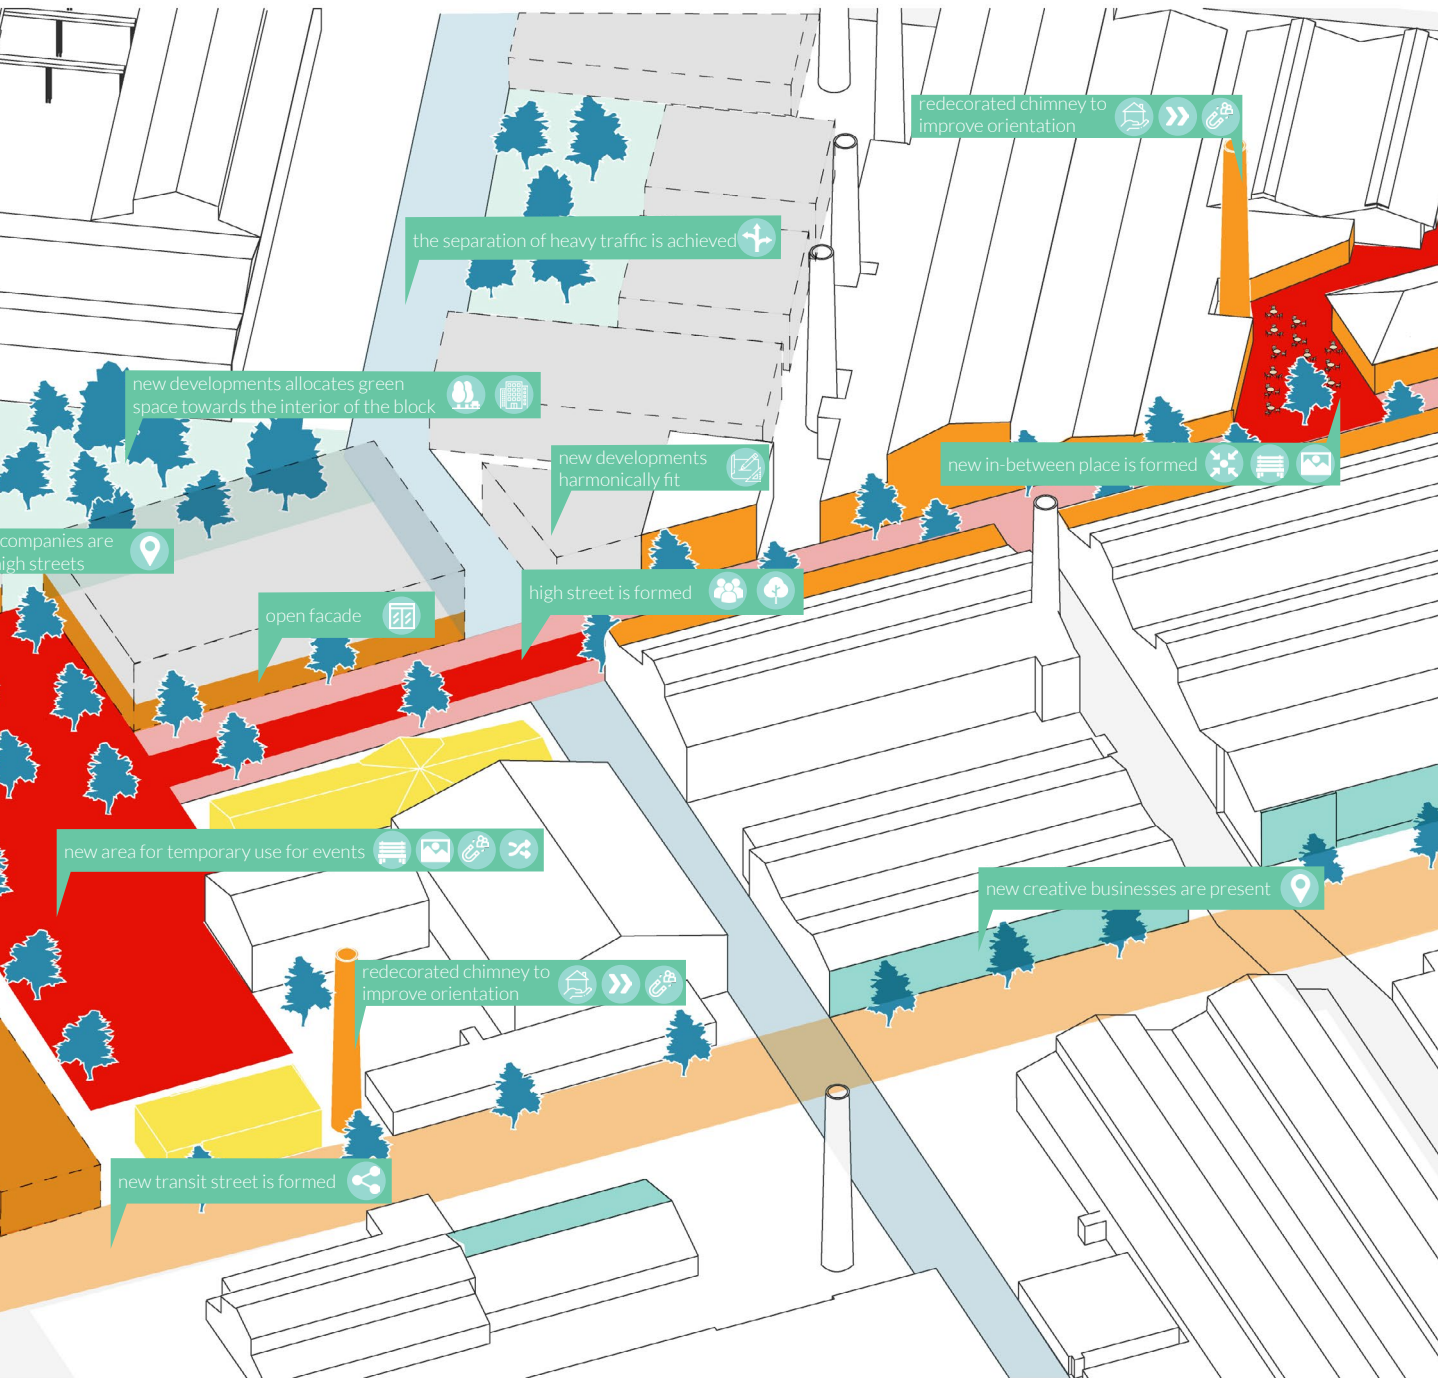 redecorated chimney to
improve orientation
the separation of heavy traffic is achieved
new developments allocates green
space towards the interior of the block
new developments
harmonically fit
new in-between place is formed
companies are
high streets
open facade
high street is formed
new area for temporary use for events
new creative businesses are present
redecorated chimney to
improve orientation
new transit street is formed